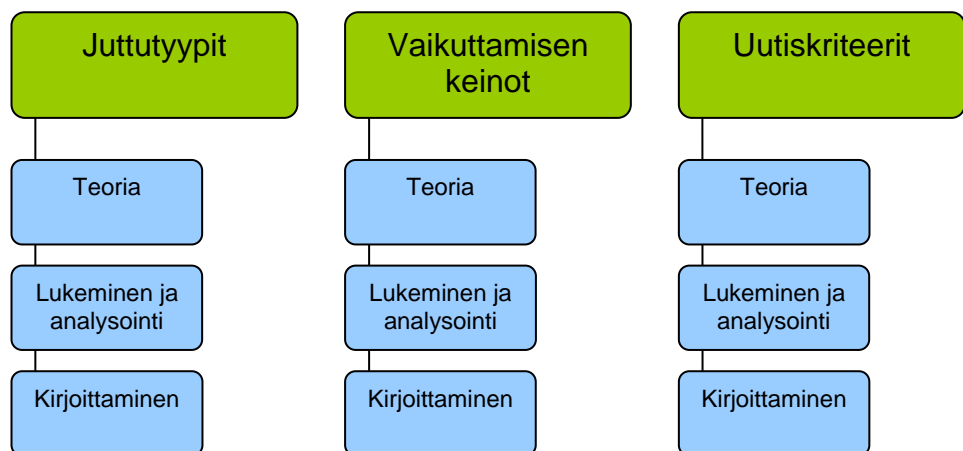 Juttutyypit
Teoria
Lukeminen ja
analysointi
Kirjoittaminen
Vaikuttamisen
keinot
Teoria
Lukeminen ja
analysointi
Kirjoittaminen
Uutiskriteerit
Teoria
Lukeminen ja
analysointi
Kirjoittaminen